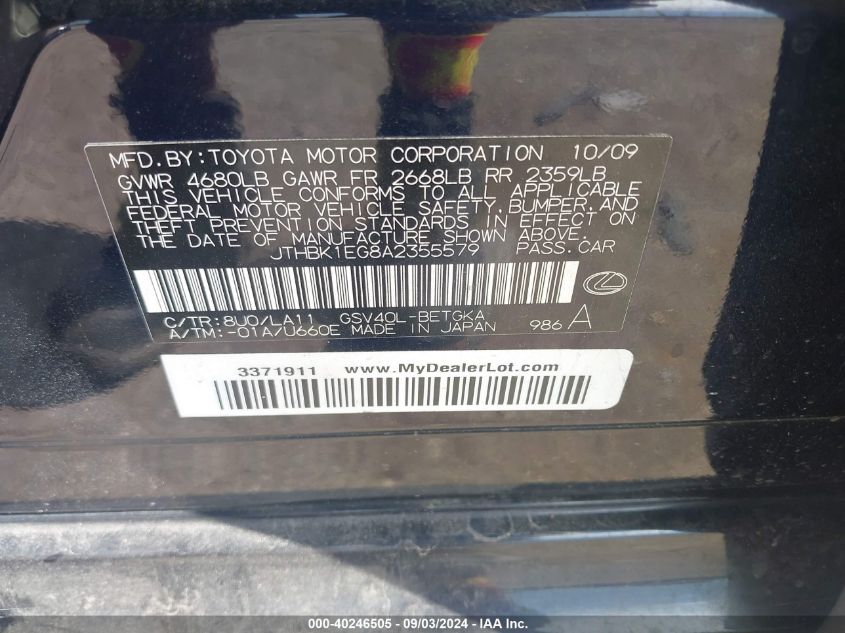 MFD.BY:TOYOTA MOTOR CORPORATION 10/09
GVWR 4680LB GAWR FR 2668LB RR 2359LB
THIS VEHICLE CONFORMS TO ALL APPLICABLE
FEDERAL MOTOR VEHICLE SAFETY, BUMPER, AND
THEFT PREVENTION STANDARDS IN EFFECT ON
THE DATE OF MANUFACTURE SHOWN ABOVE.
JTHBK1EG8A2355579 PASS.CAR
C/TR:8U0/LA11 GSV40L-BETGKA
A/TM:-01A/U660E MADE IN JAPAN 986 A
3371911 www.MyDealerLot.com
000-40246505 - 09/03/2024 - IAA Inc.